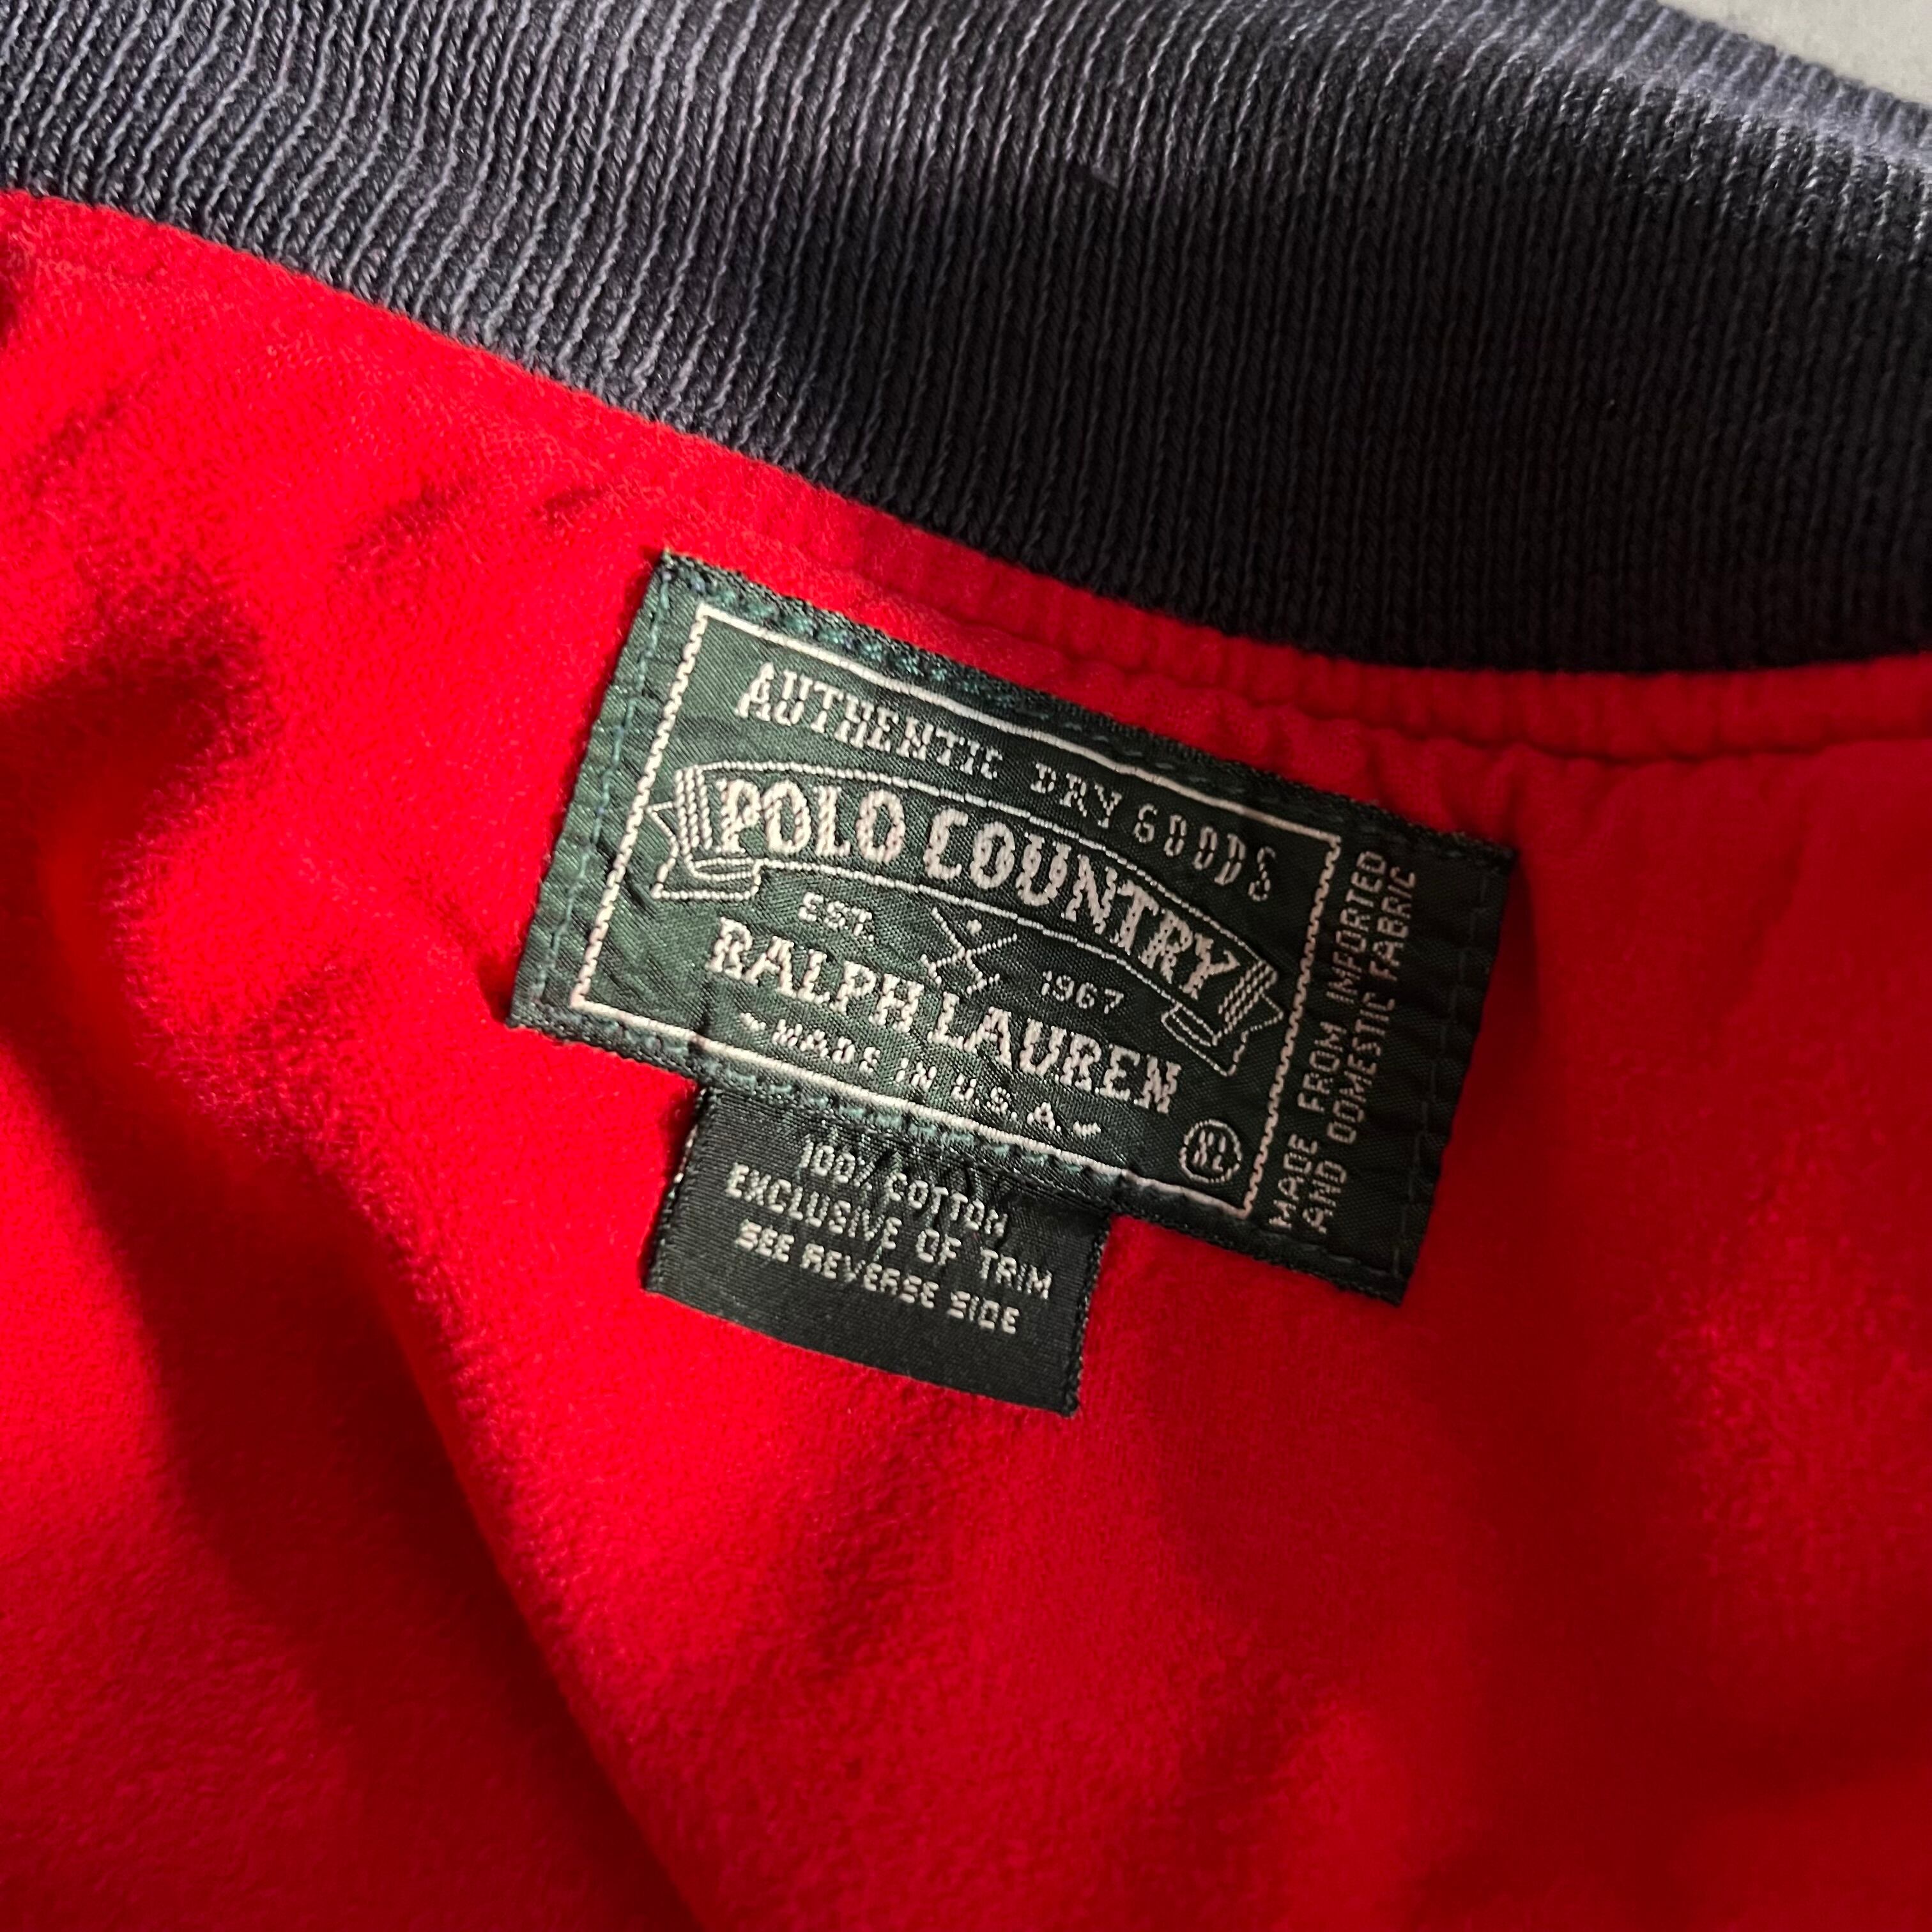 AUTHENTIC DRY GOODS
POLO COUNTRY
EST. 1967
RALPH LAUREN
MADE IN U.S.A
XL
MADE FROM IMPORTED
AND DOMESTIC FABRIC
100% COTTON
EXCLUSIVE OF TRIM
SEE REVERSE SIDE